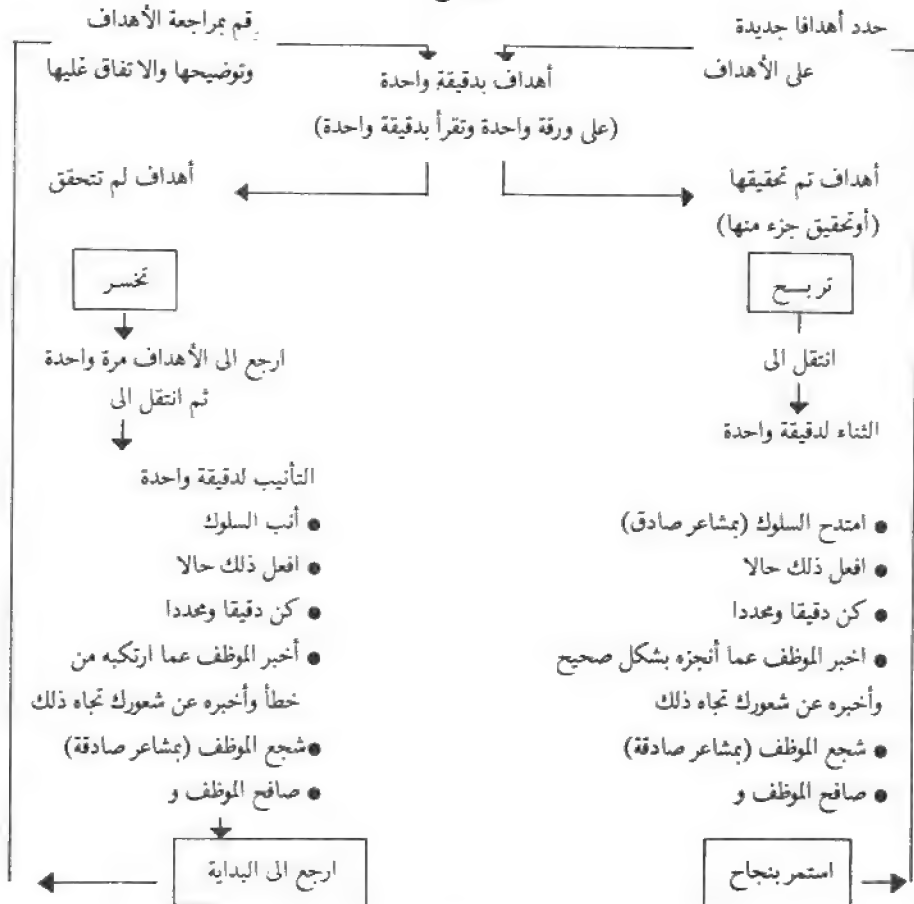 حدد أهدافا جديدة
على الأهداف
قم بمراجعة الأهداف
وتوضيحها والاتفاق غليها
أهداف بدقيقة واحدة
(على ورقة واحدة وتقرأ بدقيقة واحدة)
أهداف تم تحقيقها
(أوتحقيق جزء منها)
تربح
انتقل الى
الثناء لدقيقة واحدة
● امتدح السلوك (بمشاعر صادق)
● افعل ذلك حالا
● كن دقيقا ومحددا
● اخبر الموظف عما أنجزه بشكل صحيح
وأخبره عن شعورك تجاه ذلك
● شجع الموظف (بمشاعر صادقة)
● صافح الموظف و
استمر بنجاح
أهداف لم تتحقق
تخسر
ارجع الى الأهداف مرة واحدة
ثم انتقل الى
التأنيب لدقيقة واحدة
● أنب السلوك
● افعل ذلك حالا
● كن دقيقا ومحددا
● أخبر الموظف عما ارتكبه من
خطأ وأخبره عن شعورك تجاه ذلك
●شجع الموظف (بمشاعر صادقة)
● صافح الموظف و
ارجع الى البداية